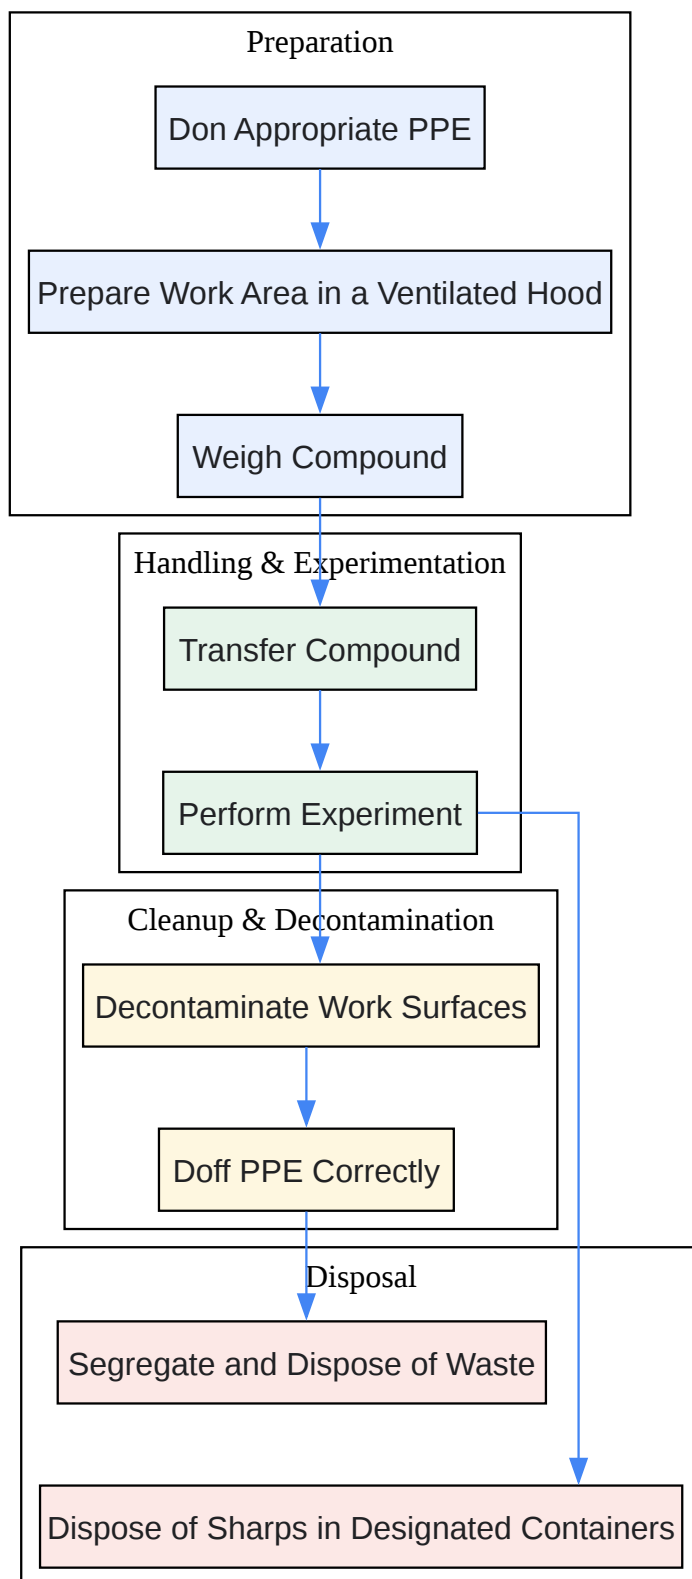 Preparation
Don Appropriate PPE
Prepare Work Area in a Ventilated Hood
Weigh Compound
Handling & Experimentation
Transfer Compound
Perform Experiment
Cleanup & Decontamination
Decontaminate Work Surfaces
Doff PPE Correctly
Disposal
Segregate and Dispose of Waste
Dispose of Sharps in Designated Containers